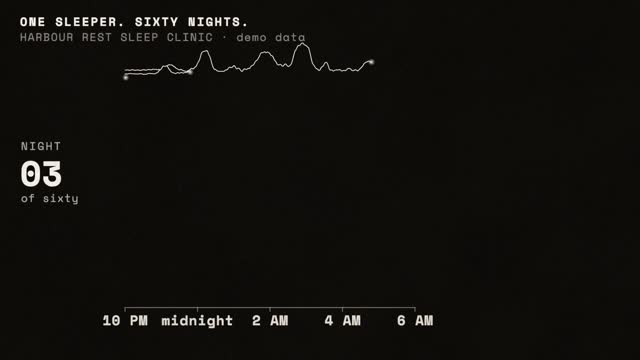 ONE SLEEPER. SIXTY NIGHTS.
HARBOUR REST SLEEP CLINIC · demo data
NIGHT
03
of sixty
10 PM midnight 2 AM 4 AM 6 AM